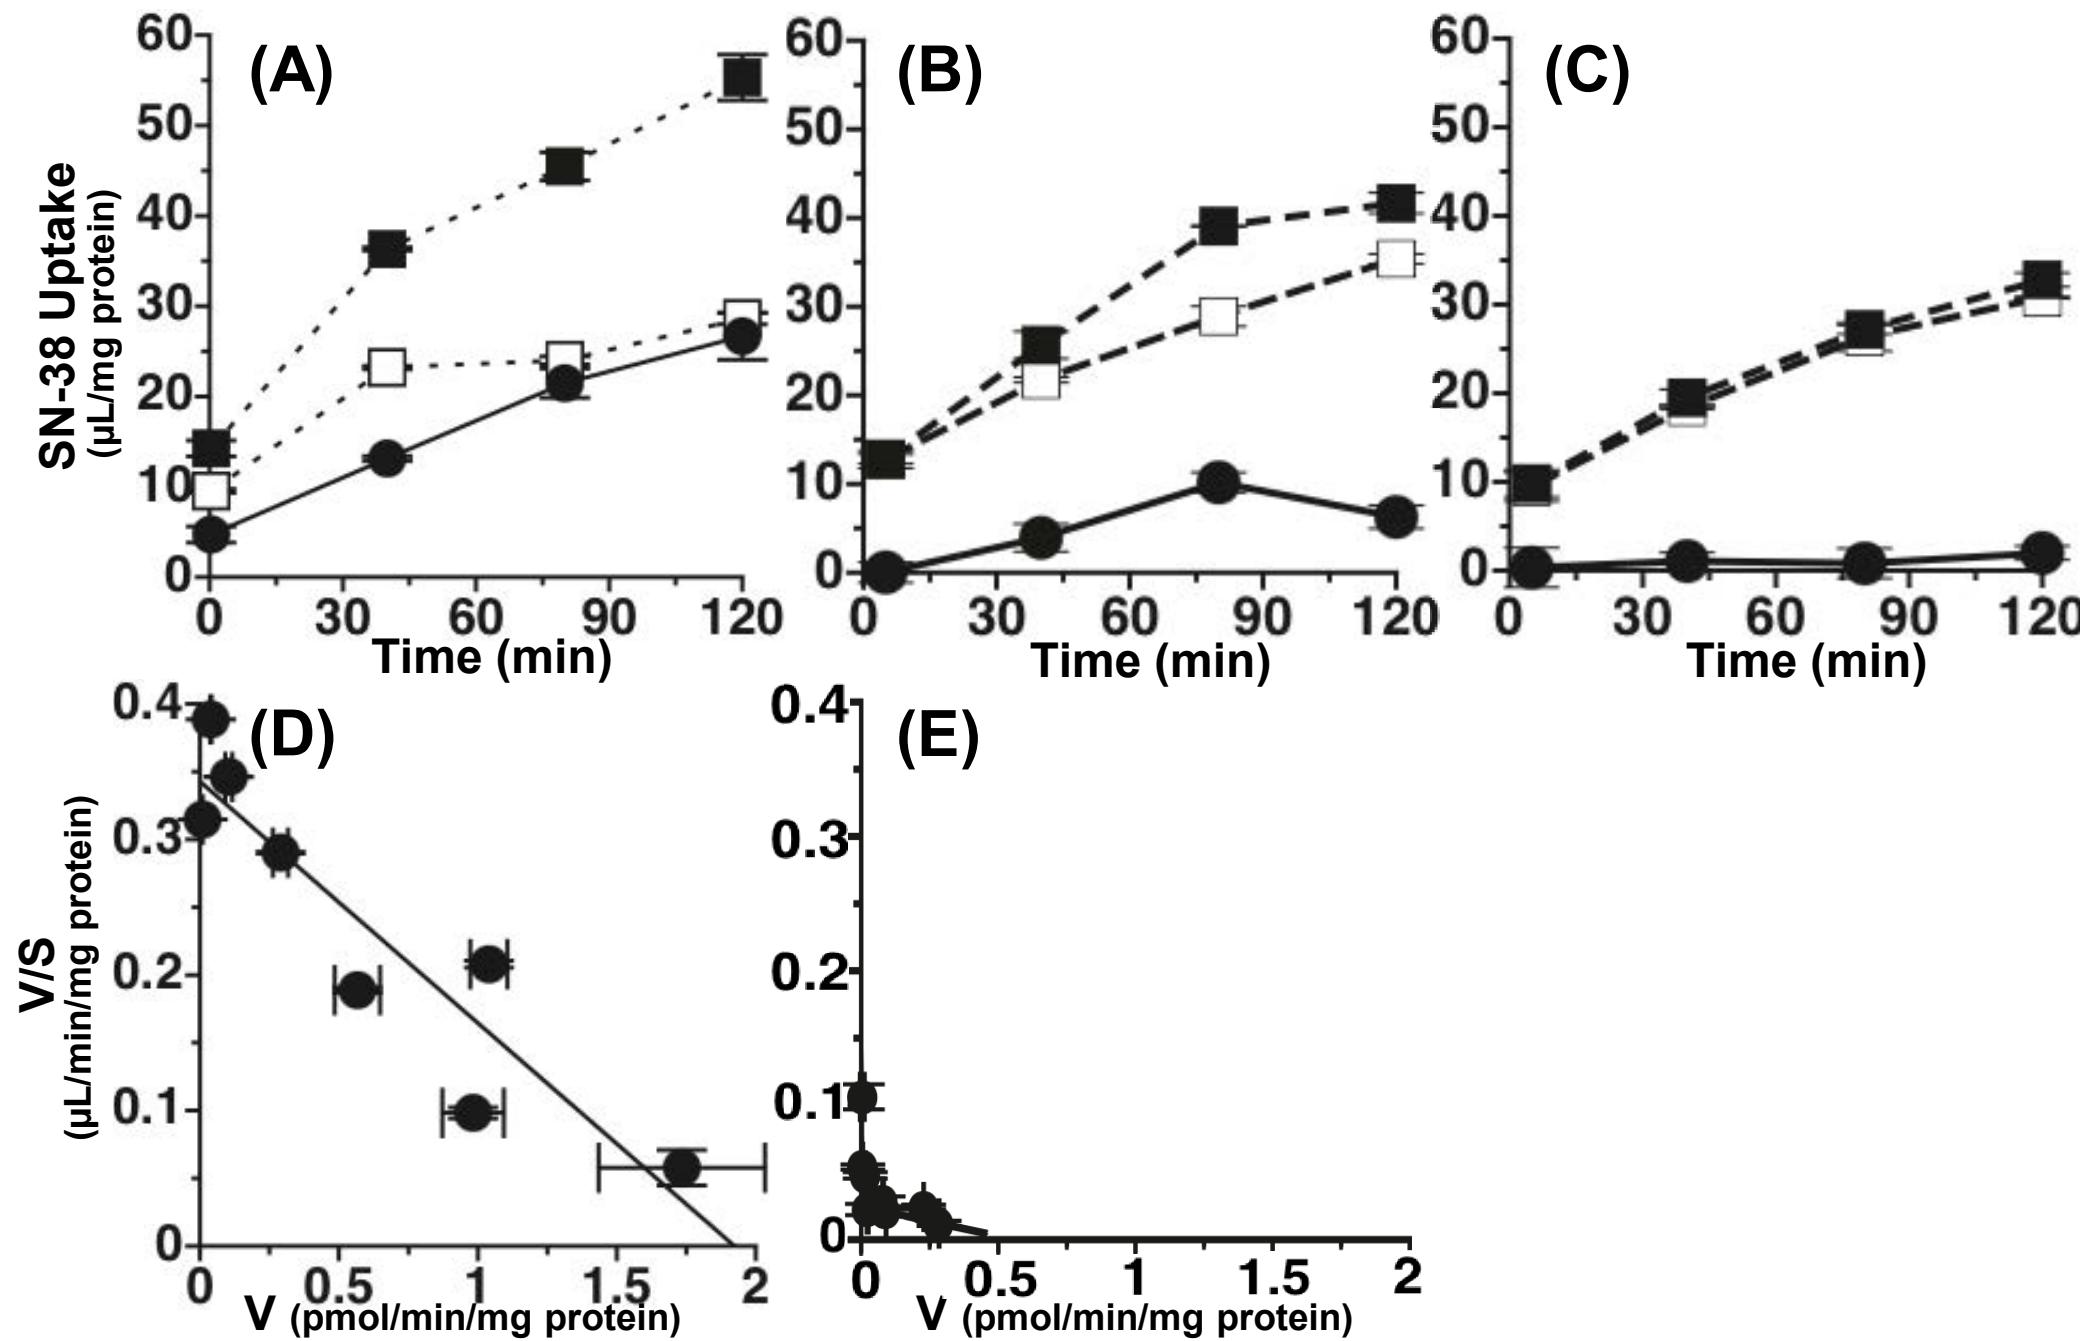 (A)
(B)
(C)
60
50
40
30
20
10
0
0 30 60 90 120
60
50
40
30
20
10
0
0 30 60 90 120
60
50
40
30
20
10
0
0 30 60 90 120
SN-38 Uptake
(µL/mg protein)
Time (min)
Time (min)
Time (min)
(D)
(E)
0.4
0.3
0.2
0.1
0
0 0.5 1 1.5 2
0.4
0.3
0.2
0.1
0
0 0.5 1 1.5 2
V/S
(µL/min/mg protein)
V (pmol/min/mg protein)
V (pmol/min/mg protein)